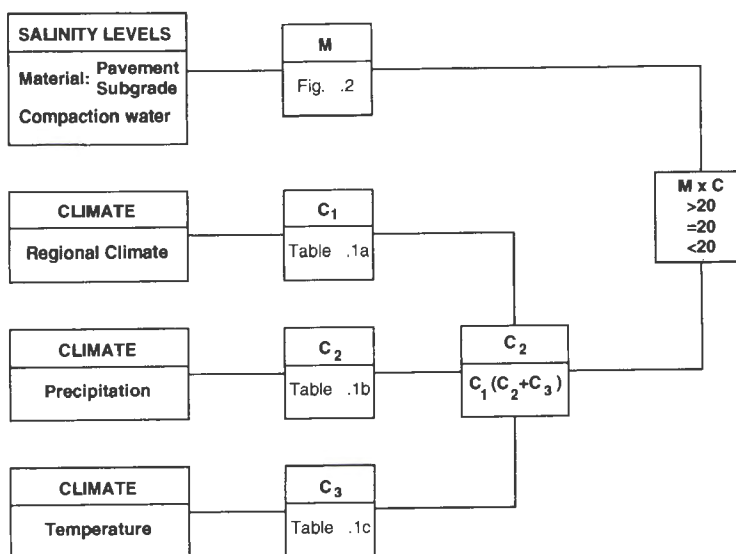 SALINITY LEVELS
Material: Pavement
Subgrade
Compaction water
M
Fig. .2
M x C
>20
=20
<20
CLIMATE
Regional Climate
C1
Table .1a
CLIMATE
Precipitation
C2
Table .1b
C2
C1(C2+C3)
CLIMATE
Temperature
C3
Table .1c